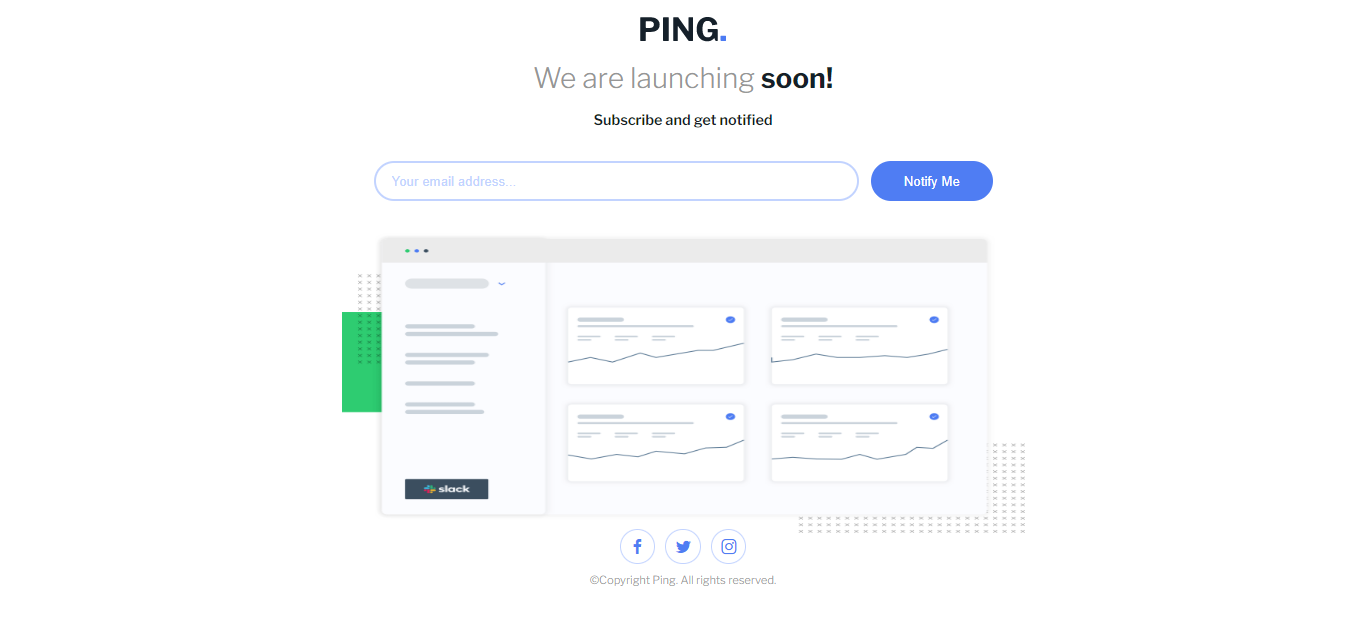 PING.
We are launching soon!
Subscribe and get notified
Your email address...
Notify Me
slack
©Copyright Ping. All rights reserved.